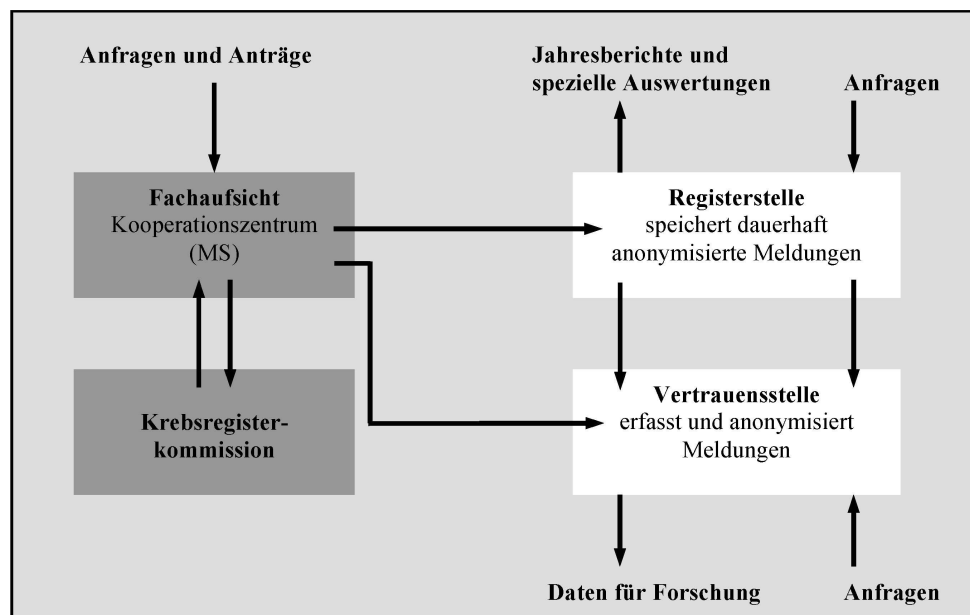 Anfragen und Anträge
Jahresberichte und
spezielle Auswertungen
Anfragen
Fachaufsicht
Kooperationszentrum
(MS)
Registerstelle
speichert dauerhaft
anonymisierte Meldungen
Krebsregister-
kommission
Vertrauensstelle
erfasst und anonymisiert
Meldungen
Daten für Forschung
Anfragen